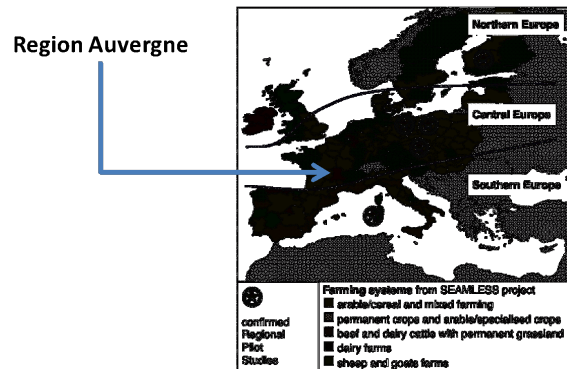 Region Auvergne
Northern Europe
Central Europe
Southern Europe
confirmed
Regional
Pilot
Studies
Farming systems from SEAMLESS project
arable/cereal and mixed farming
permanent crops and arable/specialised crops
beef and dairy cattle with permanent grassland
dairy farms
sheep and goats farms